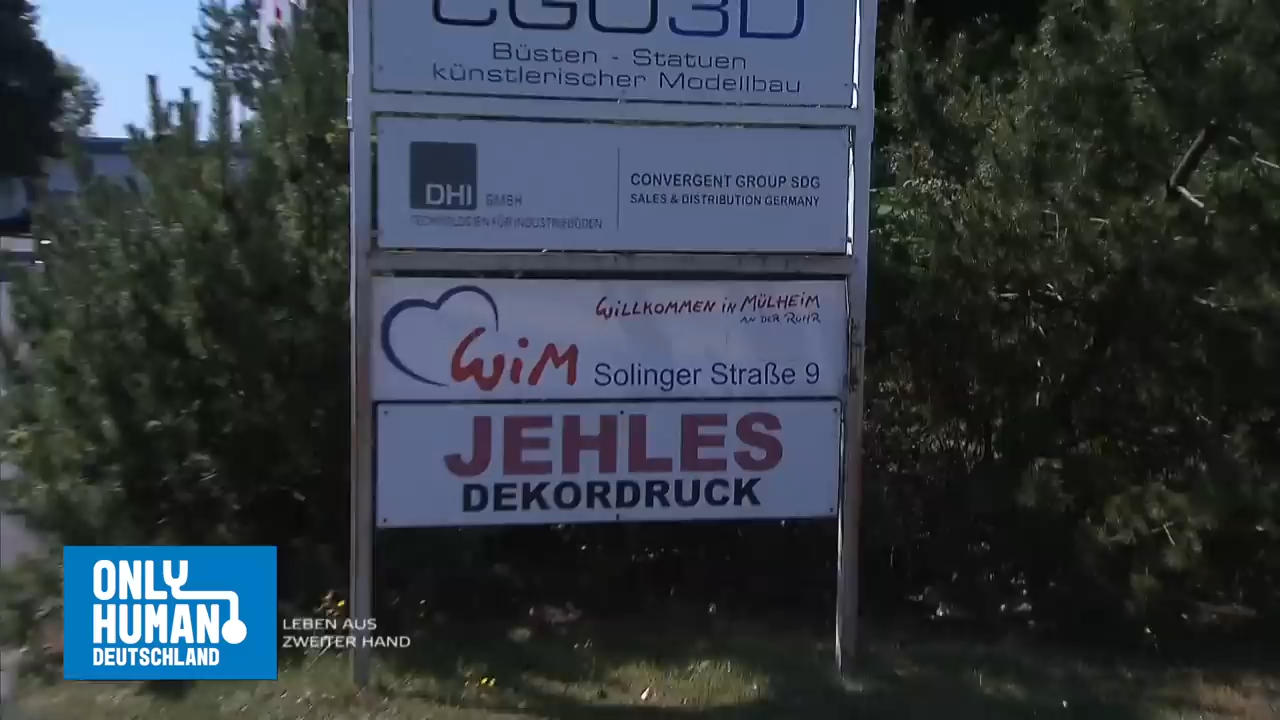 CGU3D
Büsten - Statuen
künstlerischer Modellbau
DHI GMBH
TECHNOLOGIEN FÜR INDUSTRIEBÖDEN
CONVERGENT GROUP SDG
SALES & DISTRIBUTION GERMANY
WiLLKOMMEN iN MÜLHEiM
AN DER RUHR
WiM
Solinger Straße 9
JEHLES
DEKORDRUCK
ONLY
HUMAN
DEUTSCHLAND
LEBEN AUS
ZWEITER HAND